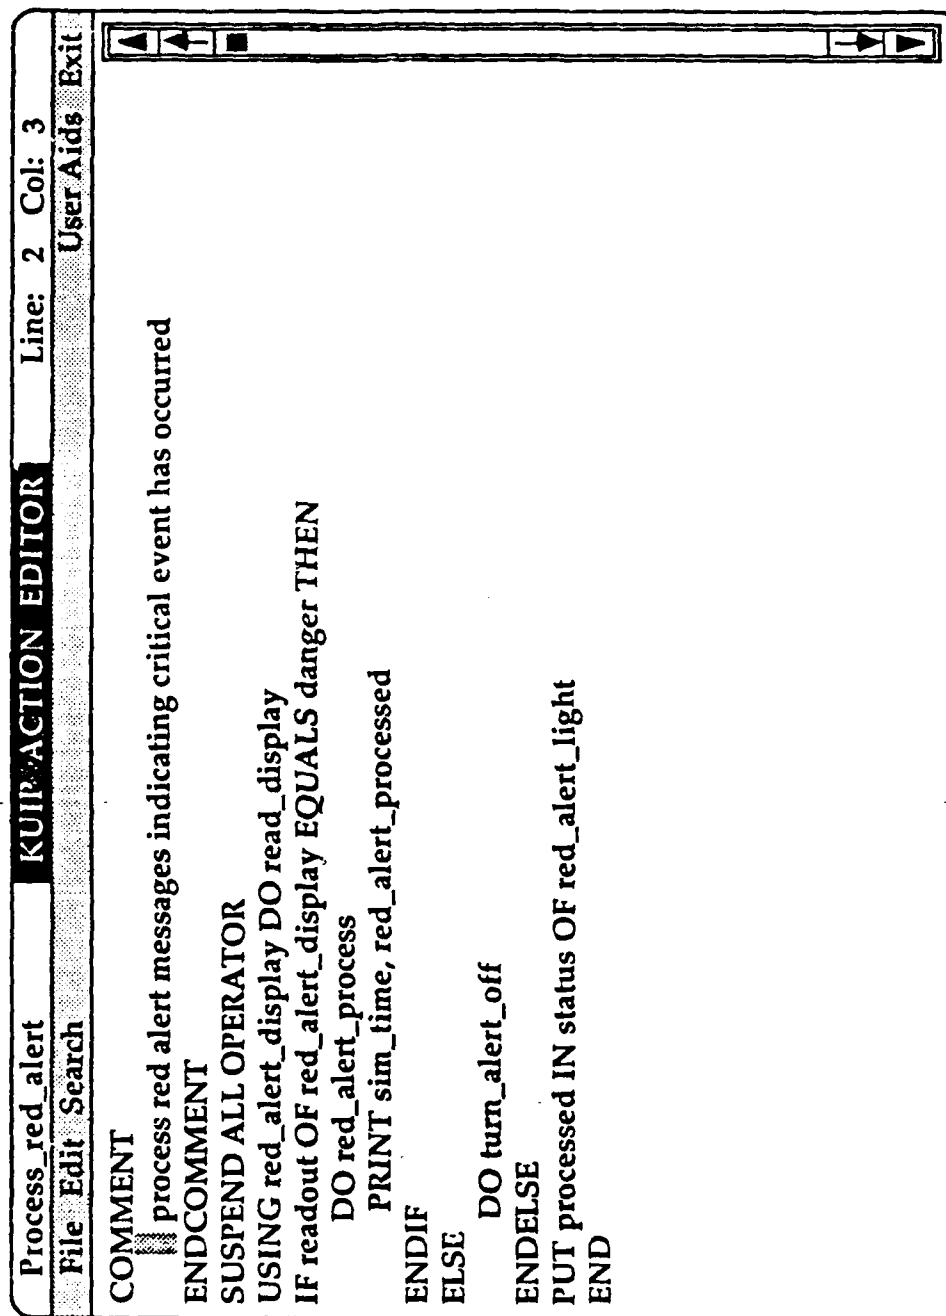 Process_red_alert KUIP ACTION EDITOR Line: 2 Col: 3
File Edit Search User Aids Exit
COMMENT
process red alert messages indicating critical event has occurred
ENDCOMMENT
SUSPEND ALL OPERATOR
USING red_alert_display DO read_display
IF readout OF red_alert_display EQUALS danger THEN
DO red_alert_process
PRINT sim_time, red_alert_processed
ENDIF
ELSE
DO turn_alert_off
ENDELSE
PUT processed IN status OF red_alert_light
END